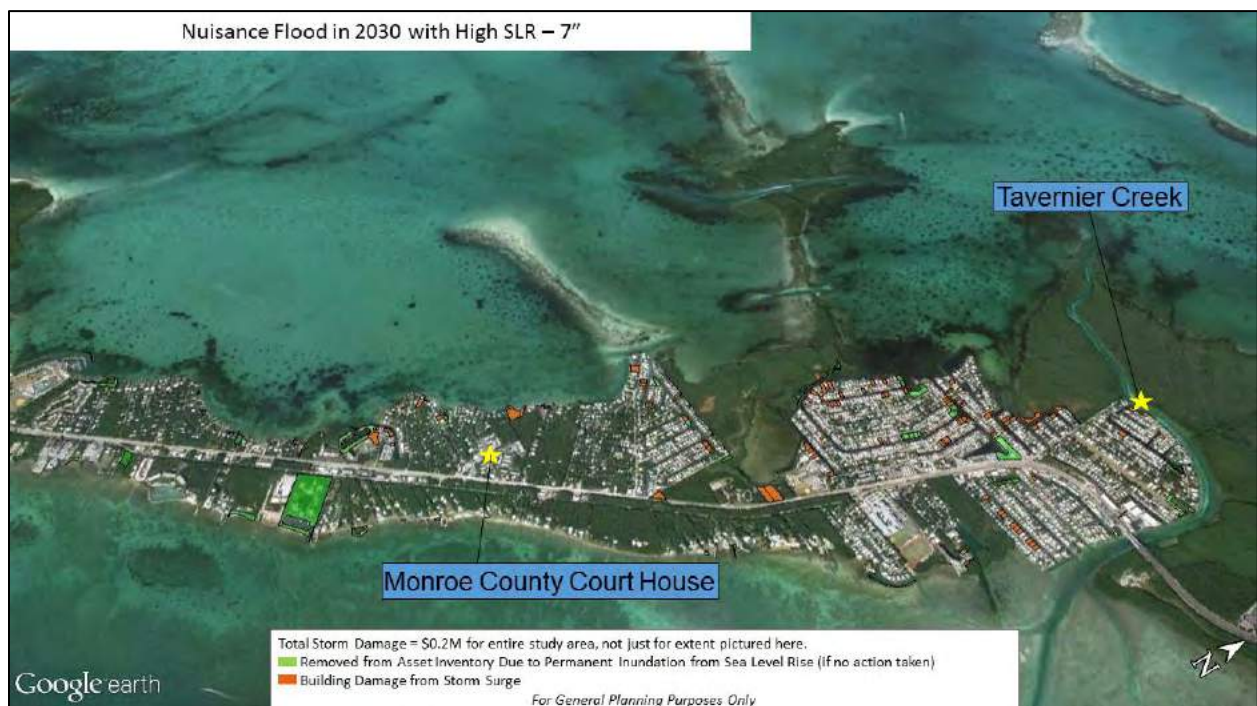 Nuisance Flood in 2030 with High SLR – 7”
Tavernier Creek
Monroe County Court House
Total Storm Damage = $0.2M for entire study area, not just for extent pictured here.
Removed from Asset Inventory Due to Permanent Inundation from Sea Level Rise (if no action taken)
Building Damage from Storm Surge
For General Planning Purposes Only
Google earth
N